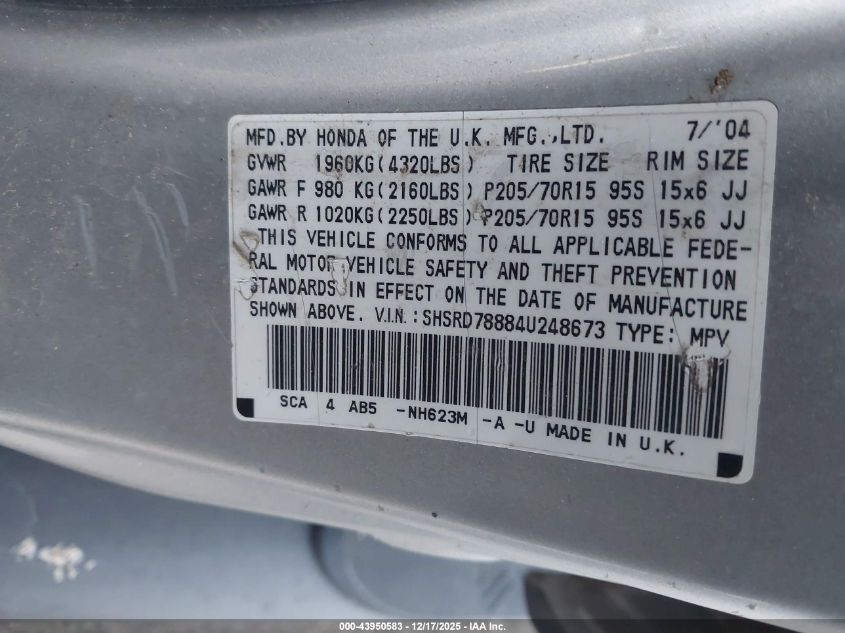 MFD.BY HONDA OF THE U.K. MFG.,LTD. 7/'04
GVWR 1960KG(4320LBS) TIRE SIZE RIM SIZE
GAWR F 980 KG(2160LBS) P205/70R15 95S 15x6 JJ
GAWR R 1020KG(2250LBS) P205/70R15 95S 15x6 JJ
THIS VEHICLE CONFORMS TO ALL APPLICABLE FEDE-
RAL MOTOR VEHICLE SAFETY AND THEFT PREVENTION
STANDARDS IN EFFECT ON THE DATE OF MANUFACTURE
SHOWN ABOVE. V.I.N.:SHSRD78884U248673 TYPE: MPV
SCA 4 AB5 -NH623M -A -U MADE IN U.K.
000-43950583 - 12/17/2025 - IAA Inc.